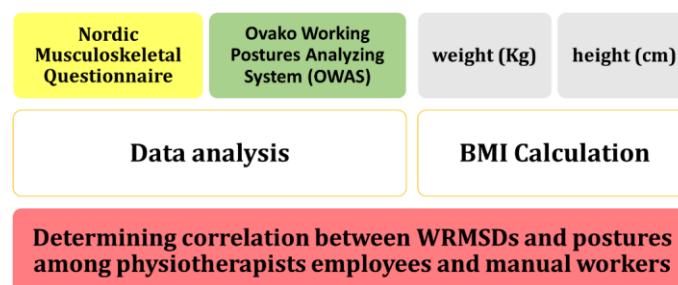 Nordic
Musculoskeletal
Questionnaire
Ovako Working
Postures Analyzing
System (OWAS)
weight (Kg)
height (cm)
Data analysis
BMI Calculation
Determining correlation between WRMSDs and postures
among physiotherapists employees and manual workers